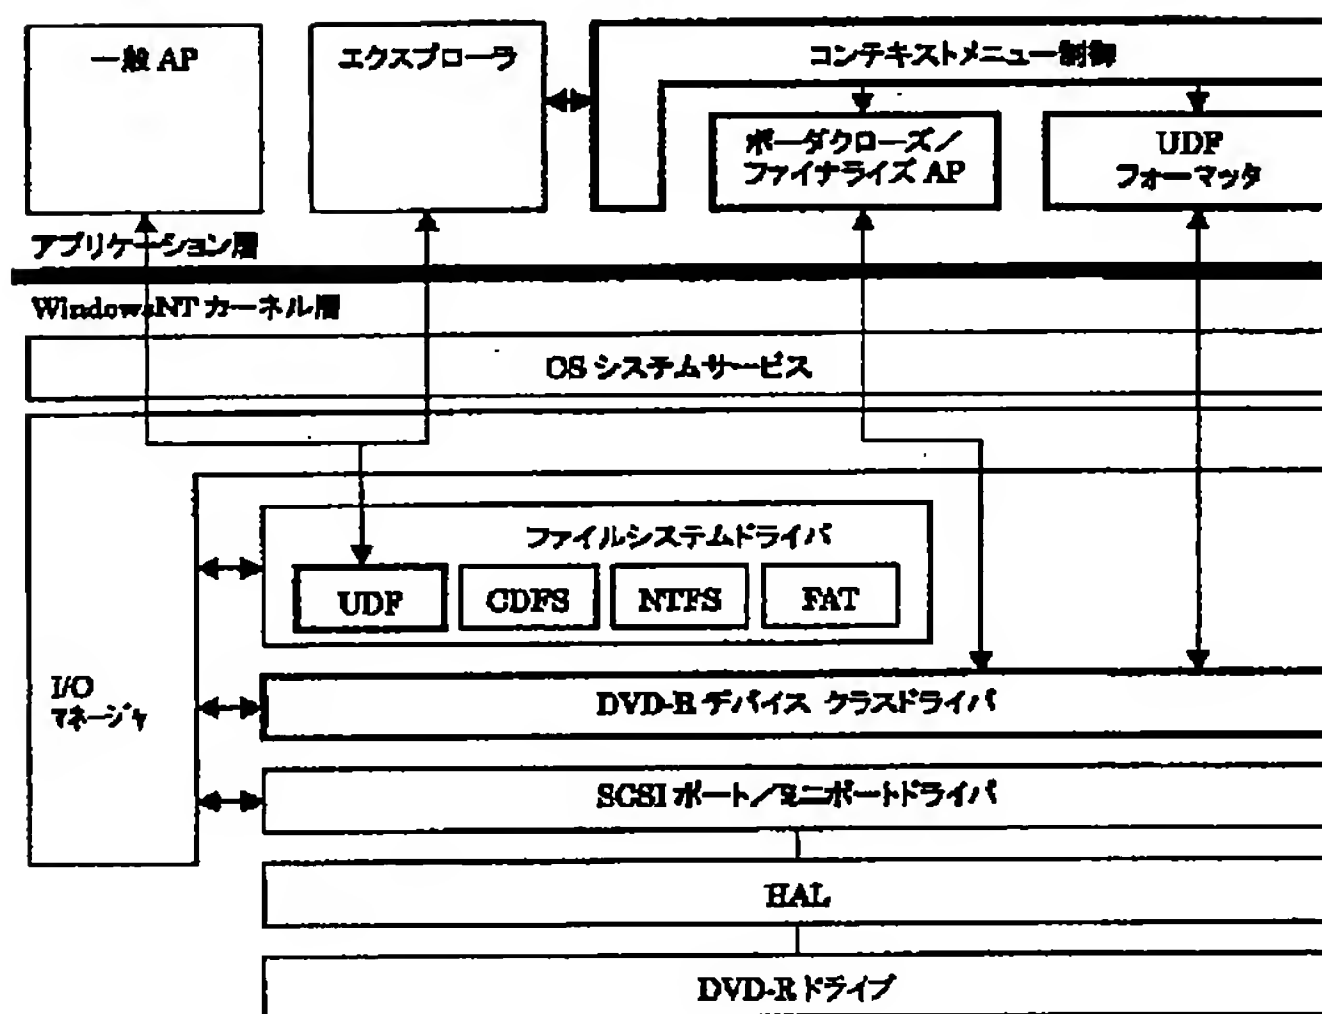 一般 AP
エクスプローラ
コンテキストメニュー制御
ボーダクローズ／
ファイナライズ AP
UDF
フォーマッタ
アプリケーション層
WindowsNT カーネル層
OS システムサービス
ファイルシステムドライバ
UDF
CDFS
NTFS
FAT
I/O
マネージャ
DVD-R デバイス クラスドライバ
SCSI ポート／ミニポートドライバ
HAL
DVD-R ドライブ